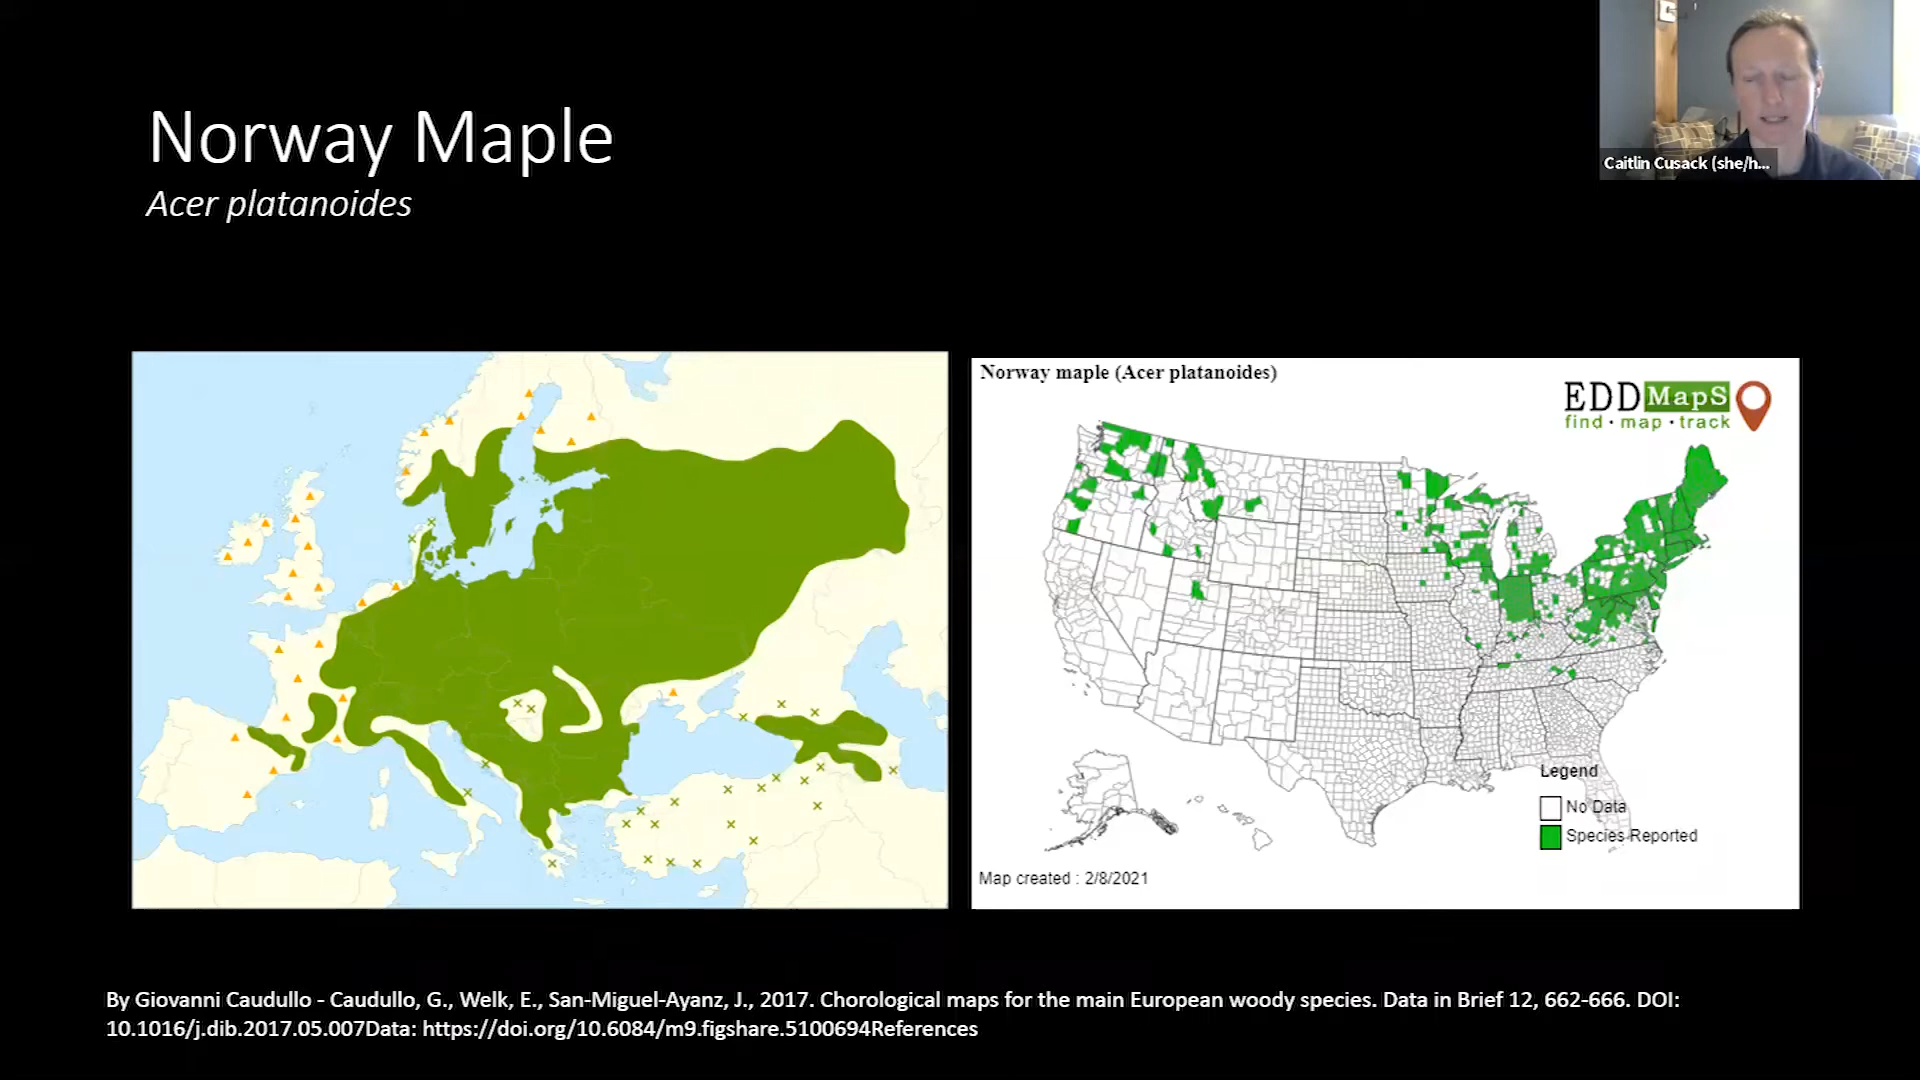 Norway Maple
Acer platanoides
Caitlin Cusack (she/h...
Norway maple (Acer platanoides)
EDDMapS
find · map · track
Legend
No Data
Species Reported
Map created : 2/8/2021
By Giovanni Caudullo - Caudullo, G., Welk, E., San-Miguel-Ayanz, J., 2017. Chorological maps for the main European woody species. Data in Brief 12, 662-666. DOI:
10.1016/j.dib.2017.05.007Data: https://doi.org/10.6084/m9.figshare.5100694References